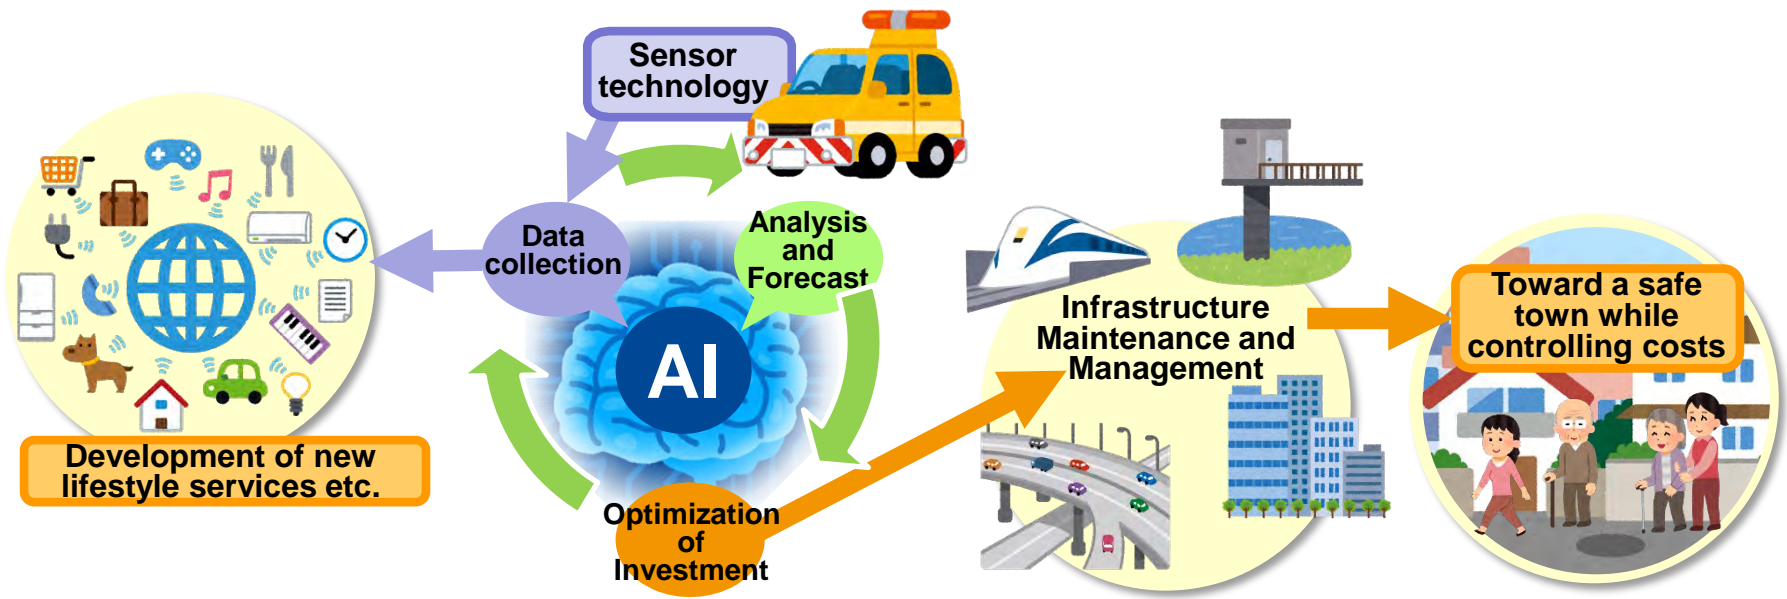 Sensor
technology
Data
collection
Analysis
and
Forecast
AI
Optimization
of
Investment
Development of new
lifestyle services etc.
Infrastructure
Maintenance and
Management
Toward a safe
town while
controlling costs